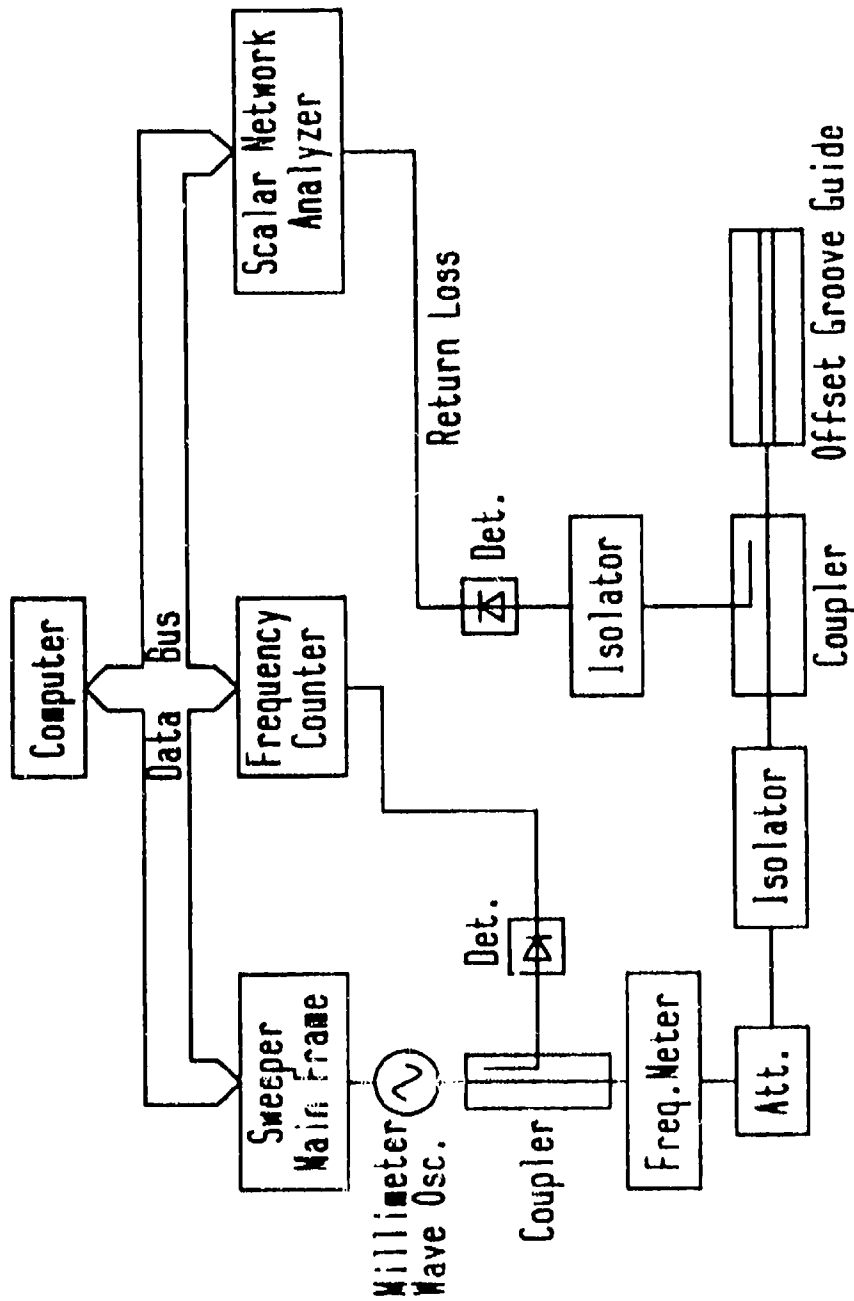 Computer
Data Bus
Sweeper
Main Frame
Frequency
Counter
Scalar Network
Analyzer
Millimeter
Wave Osc.
Det.
Return Loss
Coupler
Det.
Freq.Meter
Isolator
Att.
Isolator
Coupler
Offset Groove Guide